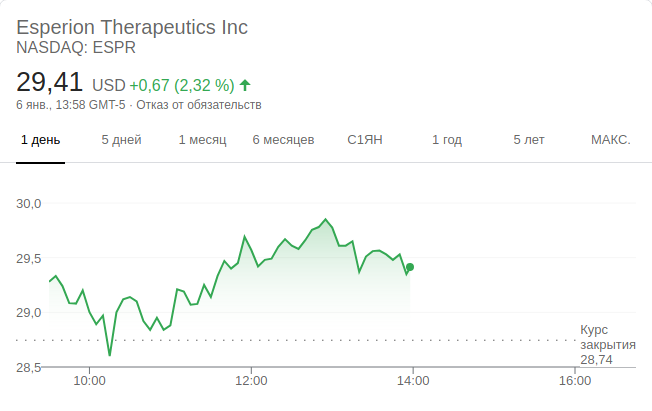 Esperion Therapeutics Inc
NASDAQ: ESPR
29,41 USD +0,67 (2,32 %)
6 янв., 13:58 GMT-5 · Отказ от обязательств
1 день 5 дней 1 месяц 6 месяцев С1ЯН 1 год 5 лет МАКС.
30,0
29,5
29,0
Курс
закрытия
28,74
28,5
10:00 12:00 14:00 16:00